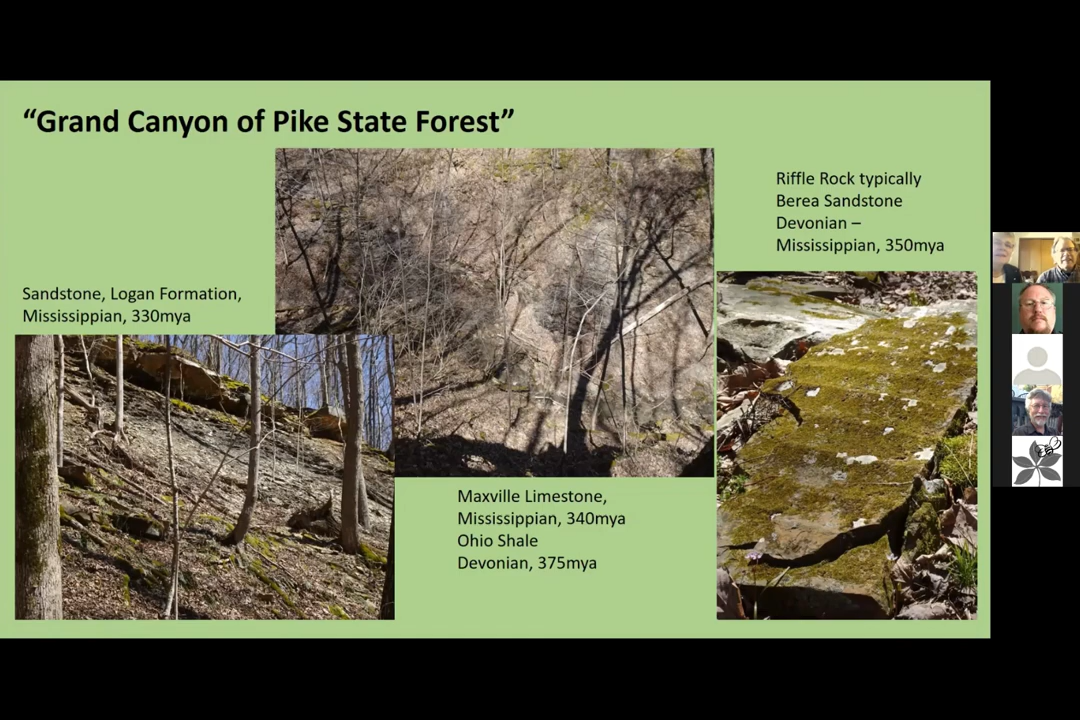 “Grand Canyon of Pike State Forest”
Riffle Rock typically
Berea Sandstone
Devonian –
Mississippian, 350mya
Sandstone, Logan Formation,
Mississippian, 330mya
Maxville Limestone,
Mississippian, 340mya
Ohio Shale
Devonian, 375mya